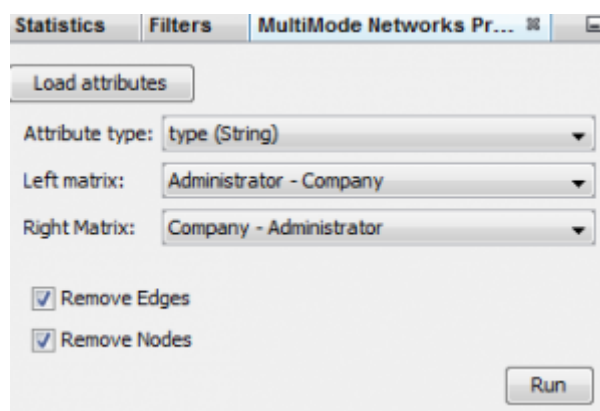 Statistics Filters MultiMode Networks Pr...
Load attributes
Attribute type: type (String)
Left matrix: Administrator - Company
Right Matrix: Company - Administrator
Remove Edges
Remove Nodes
Run